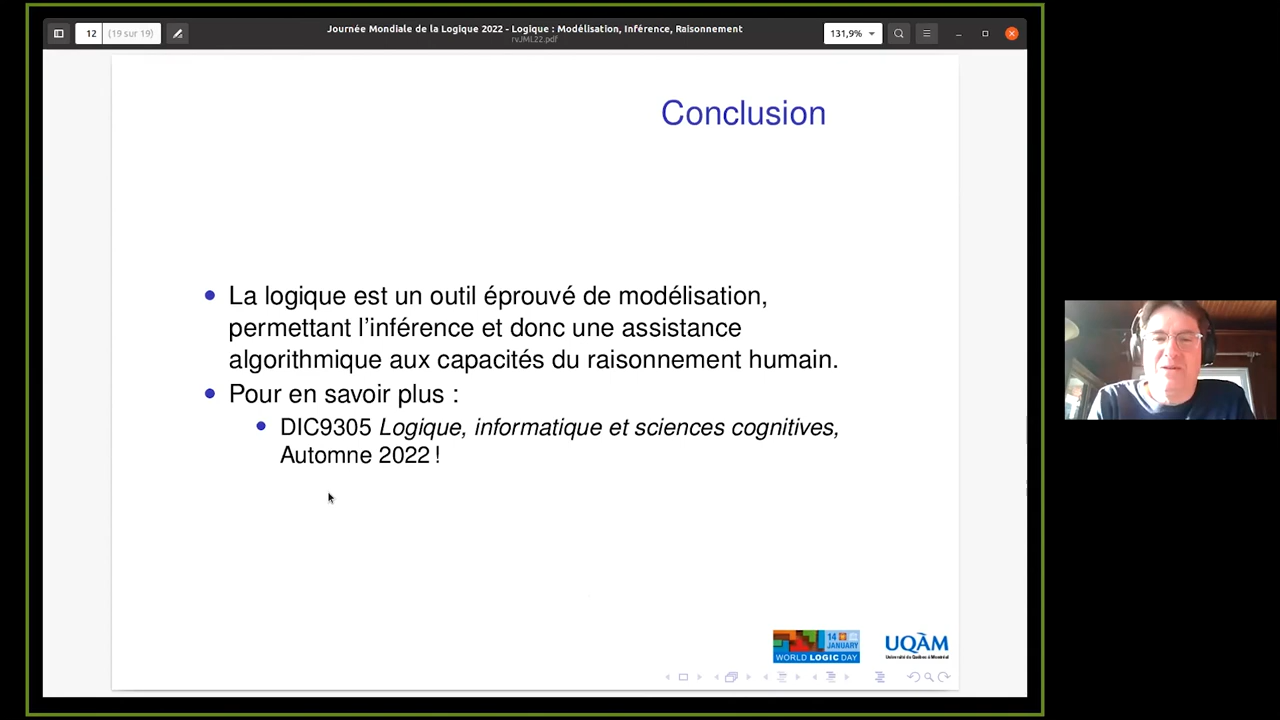 12 (19 sur 19)
Journée Mondiale de la Logique 2022 - Logique : Modélisation, Inférence, Raisonnement
rvJML22.pdf
131,9%
Conclusion
La logique est un outil éprouvé de modélisation,
permettant l'inférence et donc une assistance
algorithmique aux capacités du raisonnement humain.
Pour en savoir plus :
DIC9305 Logique, informatique et sciences cognitives,
Automne 2022 !
14
JANUARY
WORLD LOGIC DAY
UQÀM
Université du Québec à Montréal